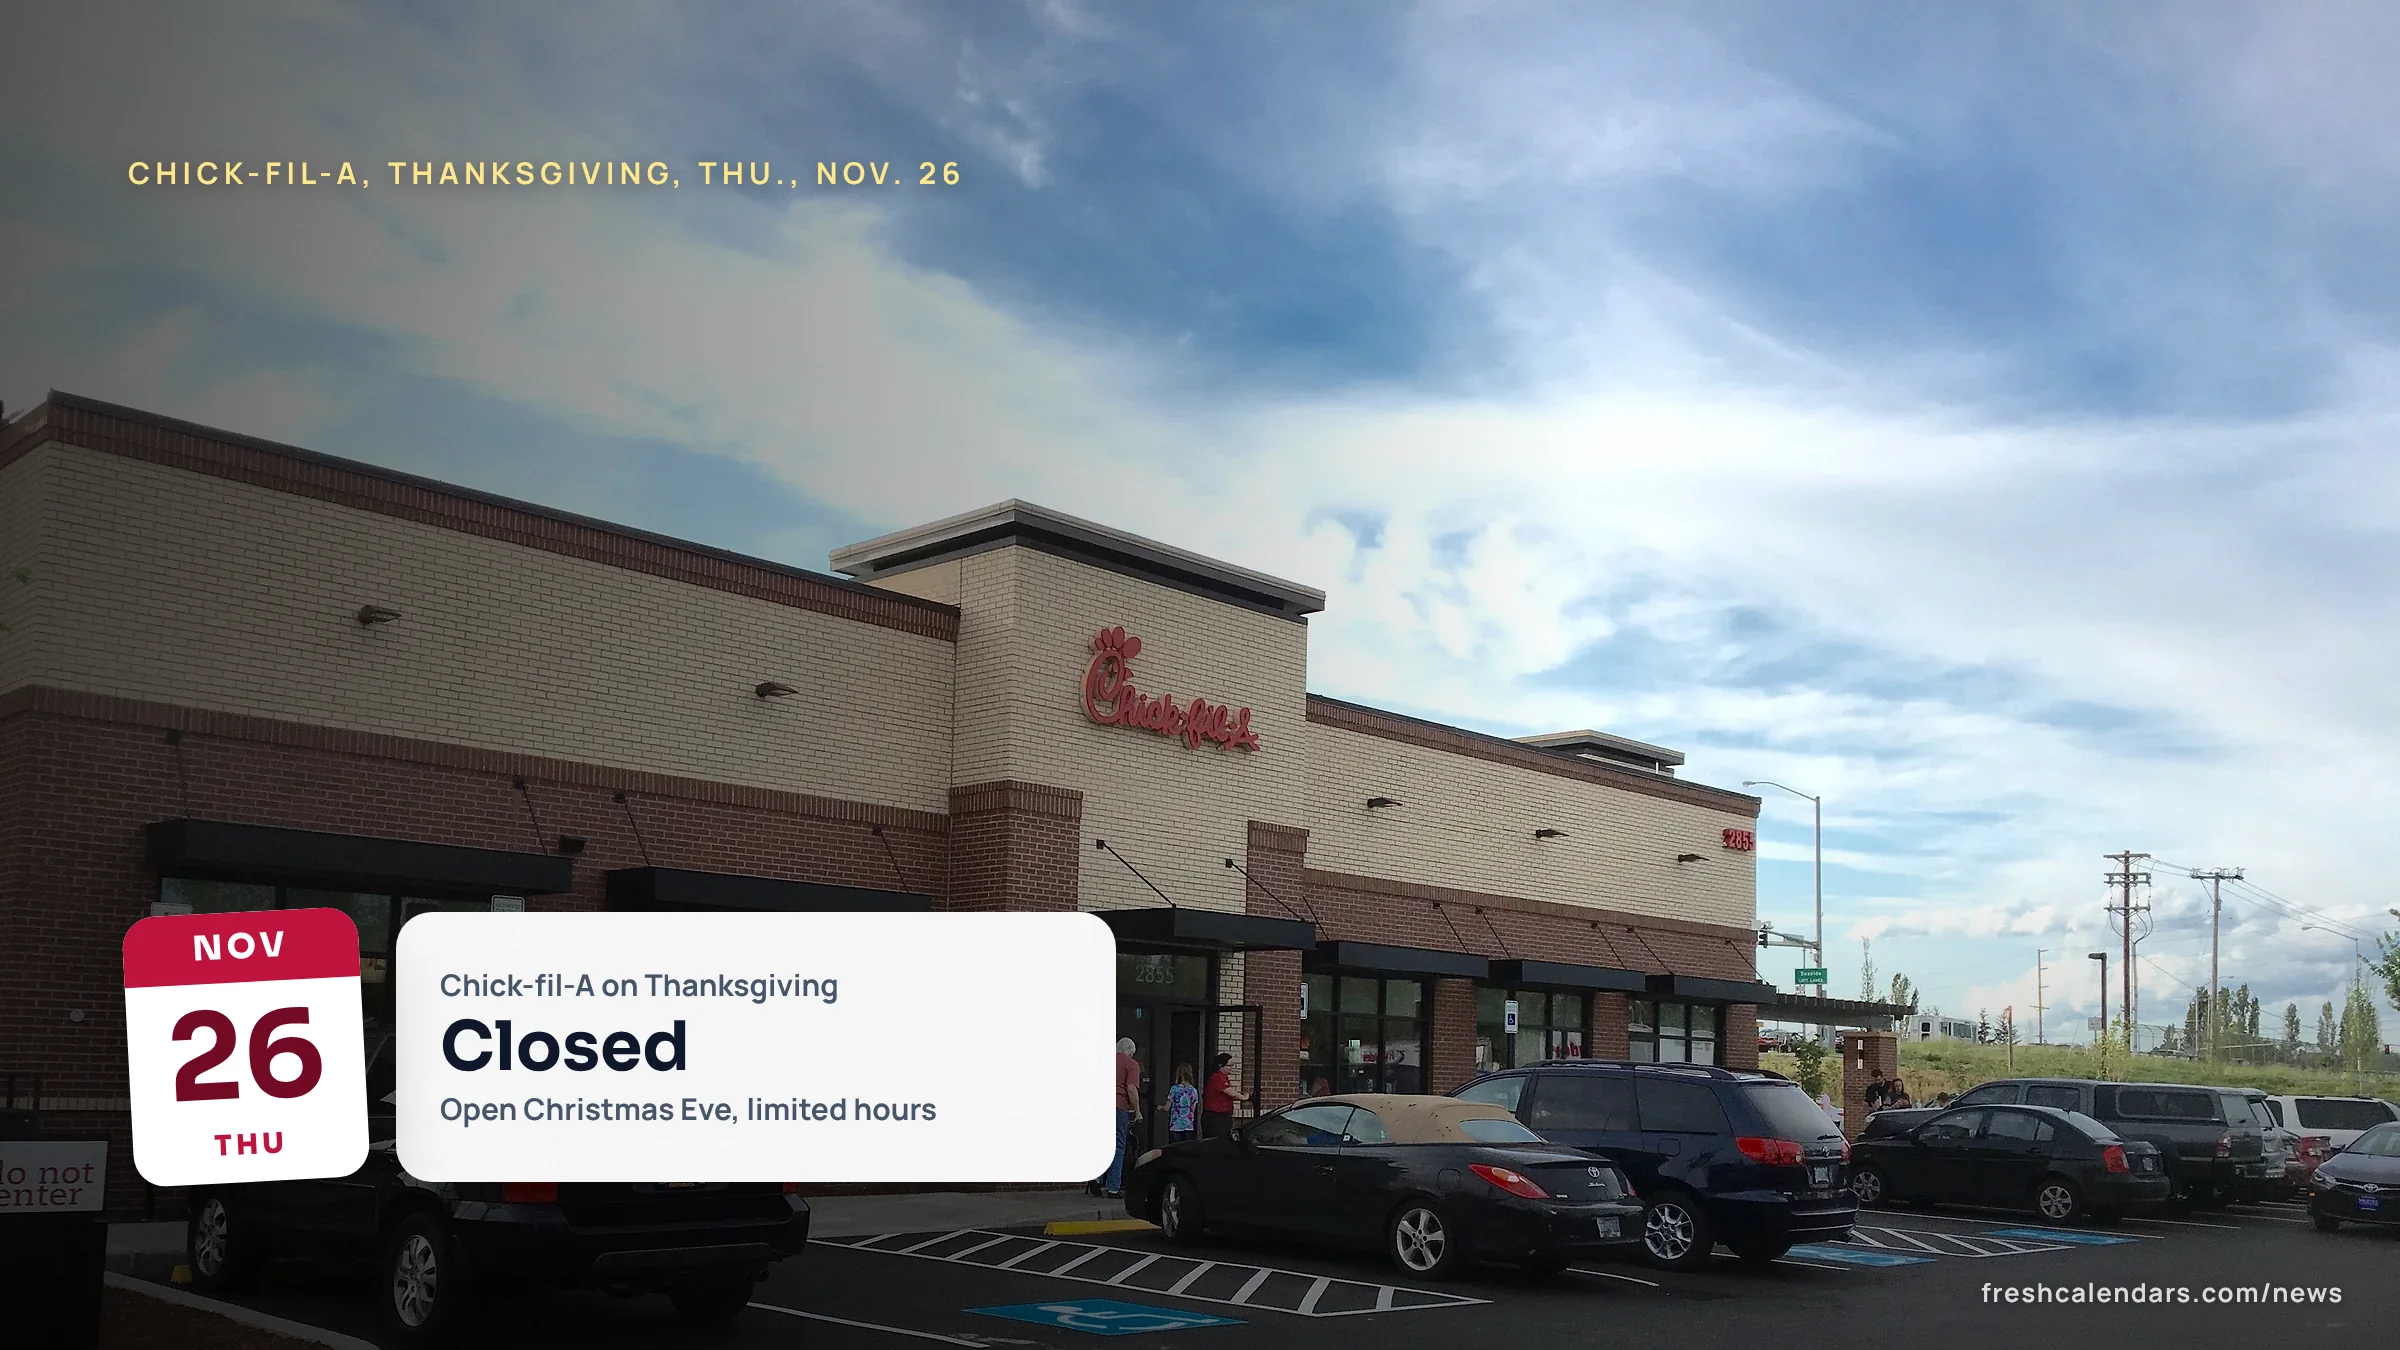 CHICK-FIL-A, THANKSGIVING, THU., NOV. 26
Chick-fil-A
2855
2855
NOV
26
THU
Chick-fil-A on Thanksgiving
Closed
Open Christmas Eve, limited hours
do not
enter
freshcalendars.com/news